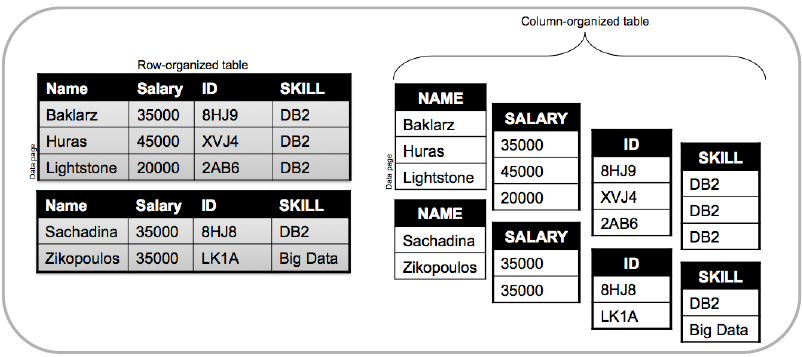 Column-organized table
Row-organized table
Name Salary ID SKILL
Baklarz 35000 8HJ9 DB2
Huras 45000 XVJ4 DB2
Lightstone 20000 2AB6 DB2
Data page
Name Salary ID SKILL
Sachadina 35000 8HJ8 DB2
Zikopoulos 35000 LK1A Big Data
NAME
Baklarz
Huras
Lightstone
Data page
NAME
Sachadina
Zikopoulos
SALARY
35000
45000
20000
SALARY
35000
35000
ID
8HJ9
XVJ4
2AB6
ID
8HJ8
LK1A
SKILL
DB2
DB2
DB2
SKILL
DB2
Big Data